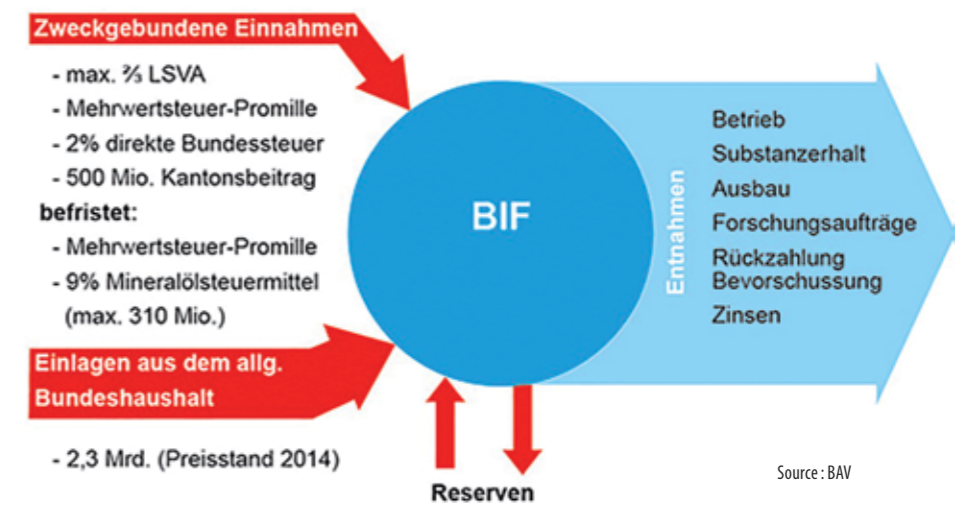 Zweckgebundene Einnahmen
- max. ⅔ LSVA
- Mehrwertsteuer-Promille
- 2% direkte Bundessteuer
- 500 Mio. Kantonsbeitrag
befristet:
- Mehrwertsteuer-Promille
- 9% Mineralölsteuermittel
(max. 310 Mio.)
Einlagen aus dem allg.
Bundeshaushalt
- 2,3 Mrd. (Preisstand 2014)
BIF
Reserven
Entnahmen
Betrieb
Substanzerhalt
Ausbau
Forschungsaufträge
Rückzahlung
Bevorschussung
Zinsen
Source : BAV